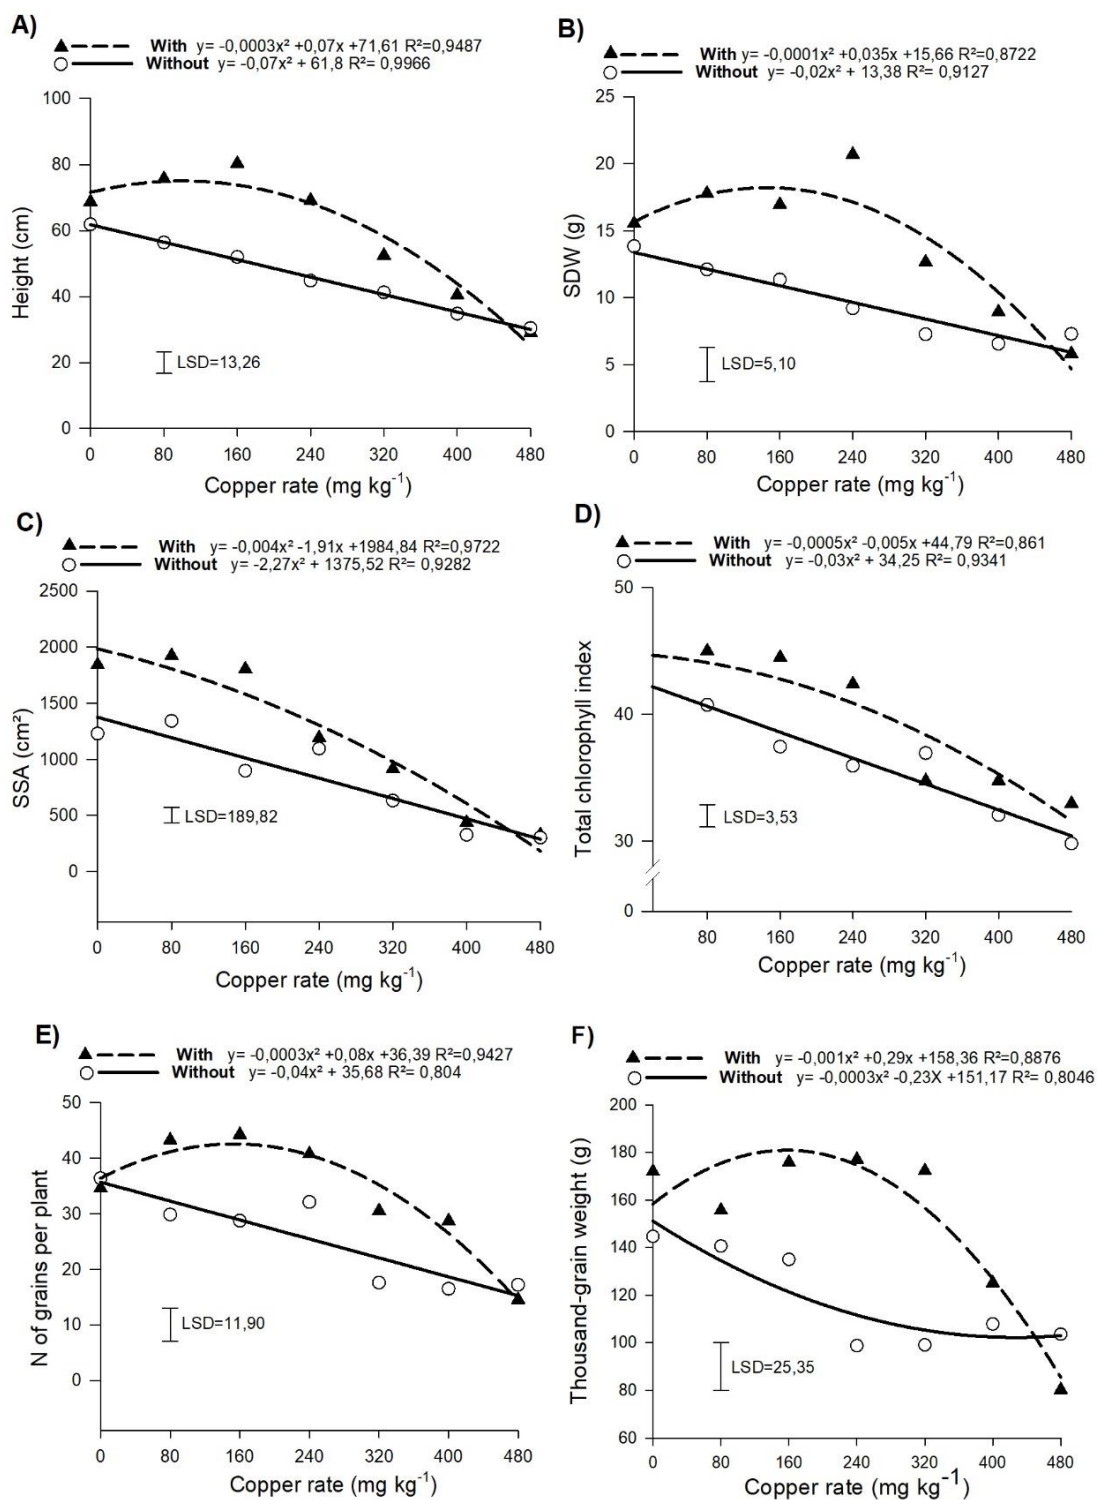 A)
With y= -0,0003x² +0,07x +71,61 R²=0,9487
Without y= -0,07x² + 61,8 R²= 0,9966
100
80
60
40
20
0
Height (cm)
LSD=13,26
0 80 160 240 320 400 480
Copper rate (mg kg⁻¹)
B)
With y= -0,0001x² +0,035x +15,66 R²=0,8722
Without y= -0,02x² + 13,38 R²= 0,9127
25
20
15
10
5
0
SDW (g)
LSD=5,10
0 80 160 240 320 400 480
Copper rate (mg kg⁻¹)
C)
With y= -0,004x² -1,91x +1984,84 R²=0,9722
Without y= -2,27x² + 1375,52 R²= 0,9282
2500
2000
1500
1000
500
0
SSA (cm²)
LSD=189,82
0 80 160 240 320 400 480
Copper rate (mg kg⁻¹)
D)
With y= -0,0005x² -0,005x +44,79 R²=0,861
Without y= -0,03x² + 34,25 R²= 0,9341
50
40
30
0
Total chlorophyll index
LSD=3,53
80 160 240 320 400 480
Copper rate (mg kg⁻¹)
E)
With y= -0,0003x² +0,08x +36,39 R²=0,9427
Without y= -0,04x² + 35,68 R²= 0,804
50
40
30
20
10
0
N of grains per plant
LSD=11,90
0 80 160 240 320 400 480
Copper rate (mg kg⁻¹)
F)
With y= -0,001x² +0,29x +158,36 R²=0,8876
Without y= -0,0003x² -0,23X +151,17 R²= 0,8046
200
180
160
140
120
100
80
60
Thousand-grain weight (g)
LSD=25,35
0 80 160 240 320 400 480
Copper rate (mg kg⁻¹)